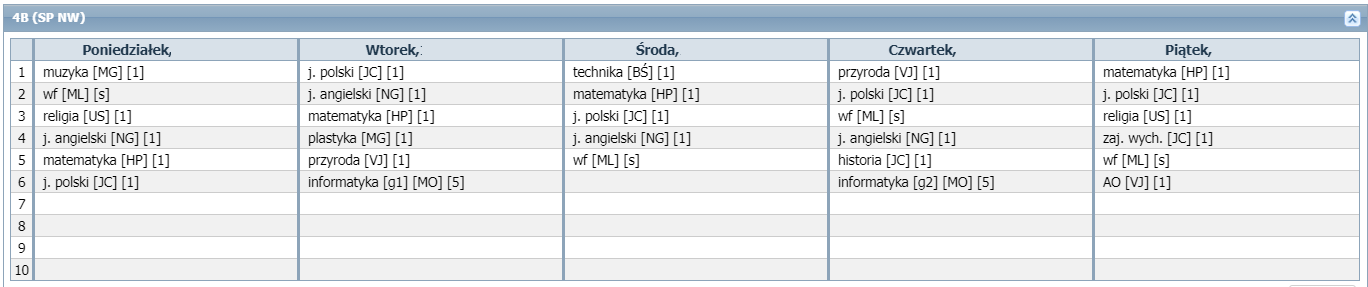 4B (SP NW)
Poniedziałek, Wtorek, Środa, Czwartek, Piątek,
1 muzyka [MG] [1] j. polski [JC] [1] technika [BŚ] [1] przyroda [VJ] [1] matematyka [HP] [1]
2 wf [ML] [s] j. angielski [NG] [1] matematyka [HP] [1] j. polski [JC] [1] j. polski [JC] [1]
3 religia [US] [1] matematyka [HP] [1] j. polski [JC] [1] wf [ML] [s] religia [US] [1]
4 j. angielski [NG] [1] plastyka [MG] [1] j. angielski [NG] [1] j. angielski [NG] [1] zaj. wych. [JC] [1]
5 matematyka [HP] [1] przyroda [VJ] [1] wf [ML] [s] historia [JC] [1] wf [ML] [s]
6 j. polski [JC] [1] informatyka [g1] [MO] [5] informatyka [g2] [MO] [5] AO [VJ] [1]
7
8
9
10